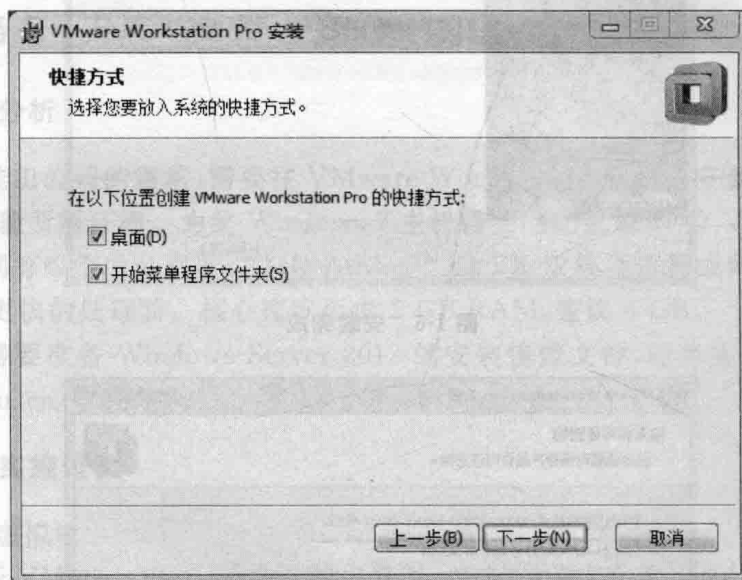 VMware Workstation Pro 安装
快捷方式
选择您要放入系统的快捷方式。
在以下位置创建 VMware Workstation Pro 的快捷方式:
桌面(D)
开始菜单程序文件夹(S)
上一步(B) 下一步(N) 取消